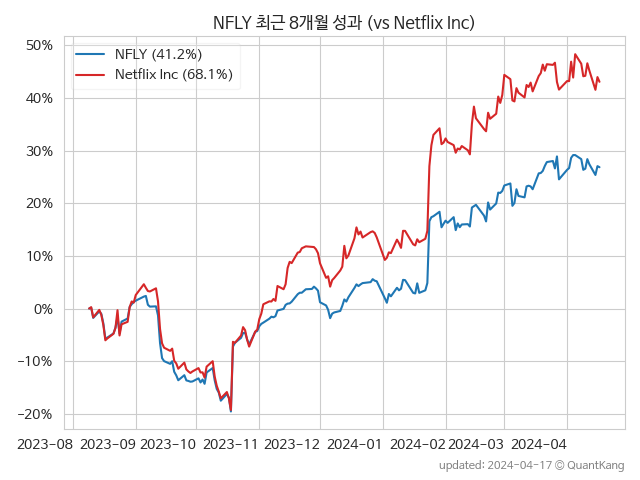 NFLY 최근 8개월 성과 (vs Netflix Inc)
NFLY (41.2%)
Netflix Inc (68.1%)
50%
40%
30%
20%
10%
0%
−10%
−20%
2023-08 2023-09 2023-10 2023-11 2023-12 2024-01 2024-02 2024-03 2024-04
updated: 2024-04-17 © QuantKang